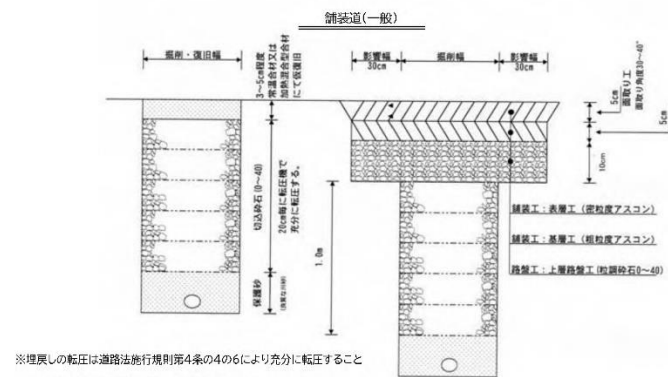 舗装道(一般)
掘削・復旧幅
3~5cm程度
常温合材又は
加熱混合型合材
にて仮復旧
影響幅
30cm
掘削幅
影響幅
30cm
5cm
面取り工
面取り角度30~40°
5cm
10cm
切込砕石(0~40)
20cm毎に転圧機で
充分に転圧する。
保護砂
1.0m
舗装工:表層工(密粒度アスコン)
舗装工:基層工(粗粒度アスコン)
路盤工:上層路盤工(粒調砕石0~40)
※埋戻しの転圧は道路法施行規則第4条の4の6により充分に転圧すること